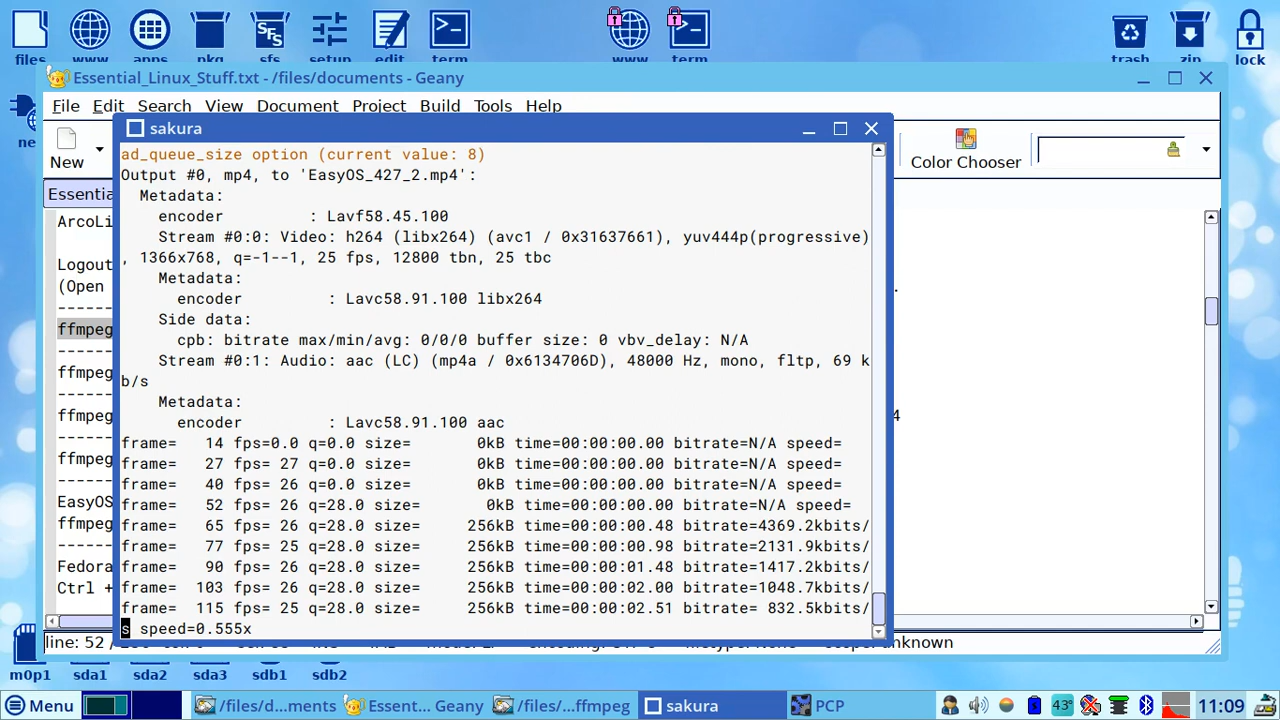 files
www
apps
pkg
SFS
sfs
setup
edit
term
www
term
trash
zip
lock
Essential_Linux_Stuff.txt - /files/documents - Geany
File Edit Search View Document Project Build Tools Help
ne
New
Color Chooser
sakura
Essentia
ArcoLi
Logout
(Open
ffmpeg
ffmpeg
ffmpeg
4
ffmpeg
EasyOS
ffmpeg
Fedora
Ctrl +
ad_queue_size option (current value: 8)
Output #0, mp4, to 'EasyOS_427_2.mp4':
Metadata:
encoder : Lavf58.45.100
Stream #0:0: Video: h264 (libx264) (avc1 / 0x31637661), yuv444p(progressive)
, 1366x768, q=-1--1, 25 fps, 12800 tbn, 25 tbc
Metadata:
encoder : Lavc58.91.100 libx264
Side data:
cpb: bitrate max/min/avg: 0/0/0 buffer size: 0 vbv_delay: N/A
Stream #0:1: Audio: aac (LC) (mp4a / 0x6134706D), 48000 Hz, mono, fltp, 69 k
b/s
Metadata:
encoder : Lavc58.91.100 aac
frame= 14 fps=0.0 q=0.0 size= 0kB time=00:00:00.00 bitrate=N/A speed=
frame= 27 fps= 27 q=0.0 size= 0kB time=00:00:00.00 bitrate=N/A speed=
frame= 40 fps= 26 q=0.0 size= 0kB time=00:00:00.00 bitrate=N/A speed=
frame= 52 fps= 26 q=28.0 size= 0kB time=00:00:00.00 bitrate=N/A speed=
frame= 65 fps= 26 q=28.0 size= 256kB time=00:00:00.48 bitrate=4369.2kbits/
frame= 77 fps= 25 q=28.0 size= 256kB time=00:00:00.98 bitrate=2131.9kbits/
frame= 90 fps= 26 q=28.0 size= 256kB time=00:00:01.48 bitrate=1417.2kbits/
frame= 103 fps= 26 q=28.0 size= 256kB time=00:00:02.00 bitrate=1048.7kbits/
frame= 115 fps= 25 q=28.0 size= 256kB time=00:00:02.51 bitrate= 832.5kbits/
s speed=0.555x
line: 52 /
m0p1 sda1 sda2 sda3 sdb1 sdb2
Menu /files/d...ments Essent... Geany /files/...ffmpeg sakura PCP 43° 11:09